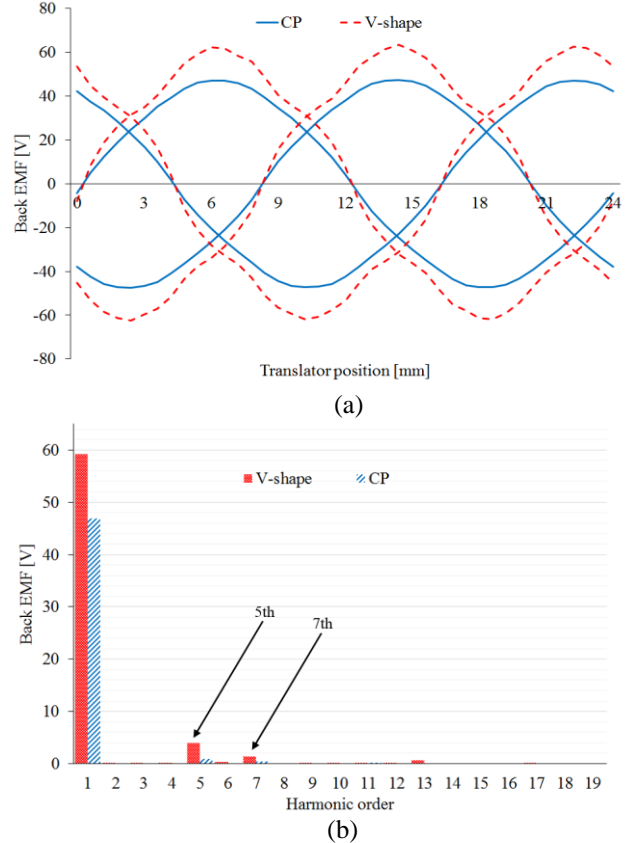 CP V-shape
80
60
40
20
0
-20
-40
-60
-80
Back EMF [V]
0 3 6 9 12 15 18 21 24
Translator position [mm]
(a)
60
50
40
30
20
10
0
Back EMF [V]
V-shape CP
5th
7th
1 2 3 4 5 6 7 8 9 10 11 12 13 14 15 16 17 18 19
Harmonic order
(b)